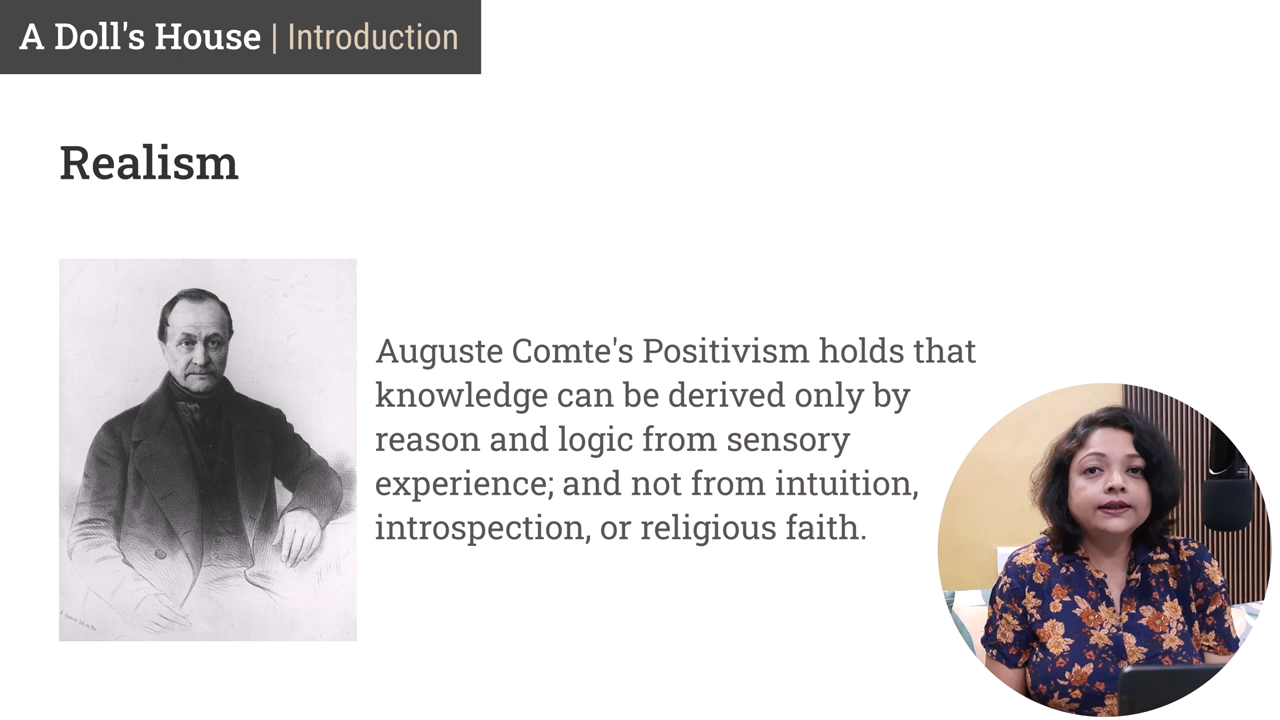 A Doll's House | Introduction
Realism
Auguste Comte's Positivism holds that
knowledge can be derived only by
reason and logic from sensory
experience; and not from intuition,
introspection, or religious faith.